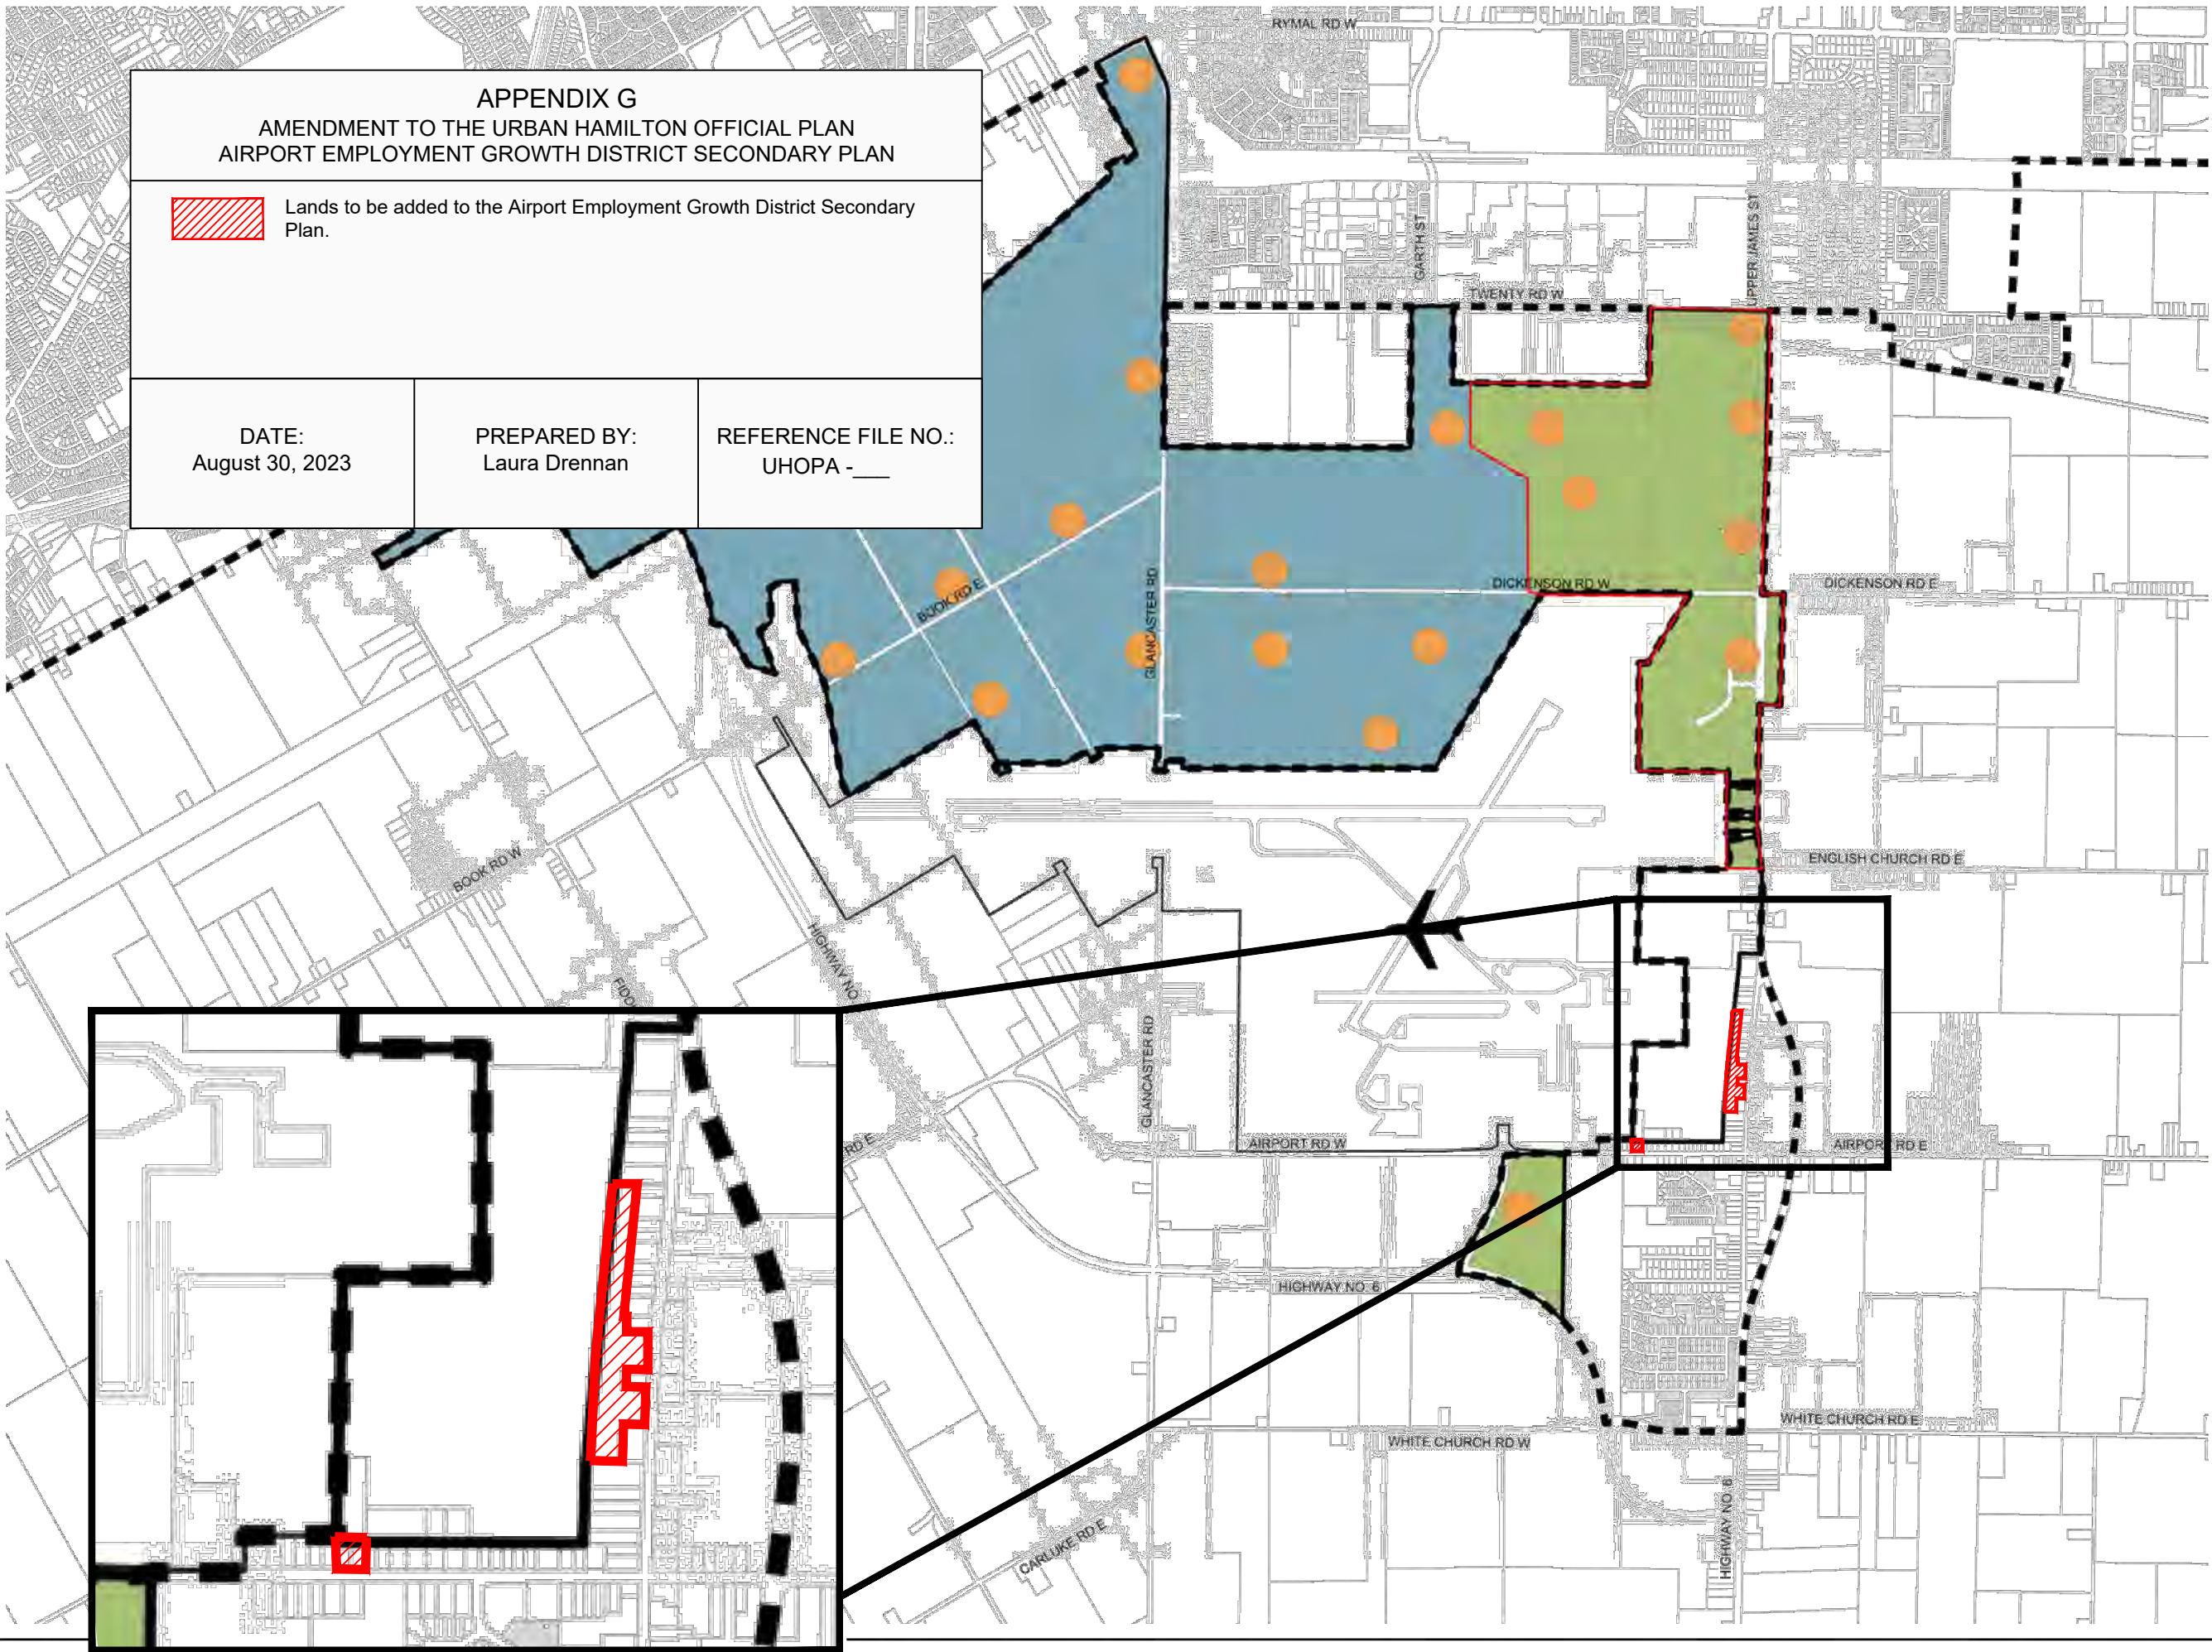 RYMAL RD W
APPENDIX G
AMENDMENT TO THE URBAN HAMILTON OFFICIAL PLAN
AIRPORT EMPLOYMENT GROWTH DISTRICT SECONDARY PLAN
Lands to be added to the Airport Employment Growth District Secondary
Plan.
DATE:
August 30, 2023
PREPARED BY:
Laura Drennan
REFERENCE FILE NO.:
UHOPA -___
GARTH ST
UPPER JAMES ST
TWENTY RD W
DICKENSON RD W
DICKENSON RD E
BOOK RD E
GLANCASTER RD
BOOK RD W
ENGLISH CHURCH RD E
HIGHWAY NO.
GLANCASTER RD
RD E
AIRPORT RD W
AIRPORT RD E
HIGHWAY NO. 6
WHITE CHURCH RD W
WHITE CHURCH RD E
HIGHWAY NO. 6
CARLUKE RD E